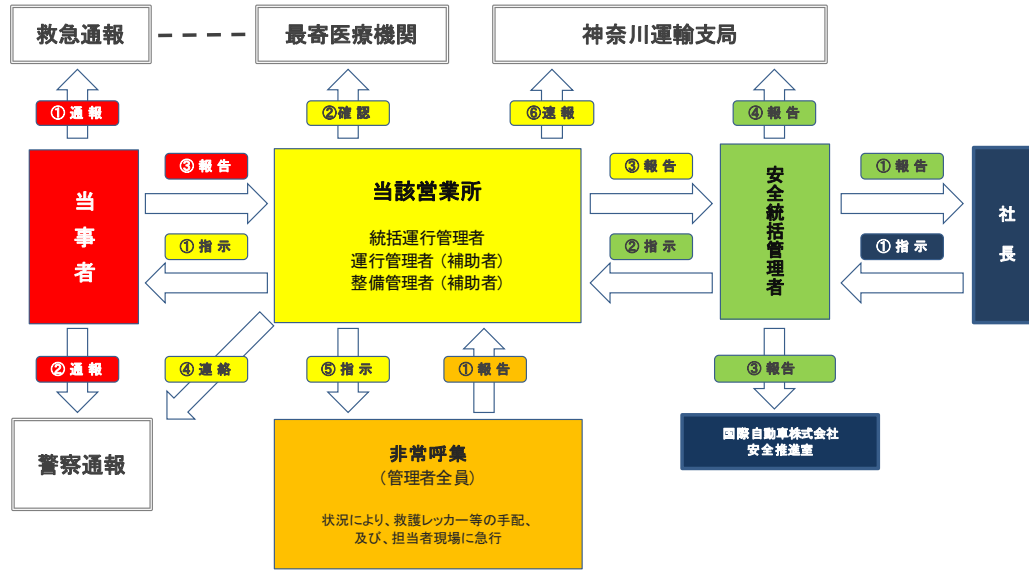 救急通報
最寄医療機関
神奈川運輸支局
①通報
②確認
⑥速報
④報告
当事者
③報告
①指示
当該営業所
統括運行管理者
運行管理者（補助者）
整備管理者（補助者）
③報告
②指示
安全統括管理者
①報告
①指示
社長
②通報
④連絡
⑤指示
①報告
③報告
警察通報
非常呼集
（管理者全員）
状況により、救護レッカー等の手配、
及び、担当者現場に急行
国際自動車株式会社
安全推進室